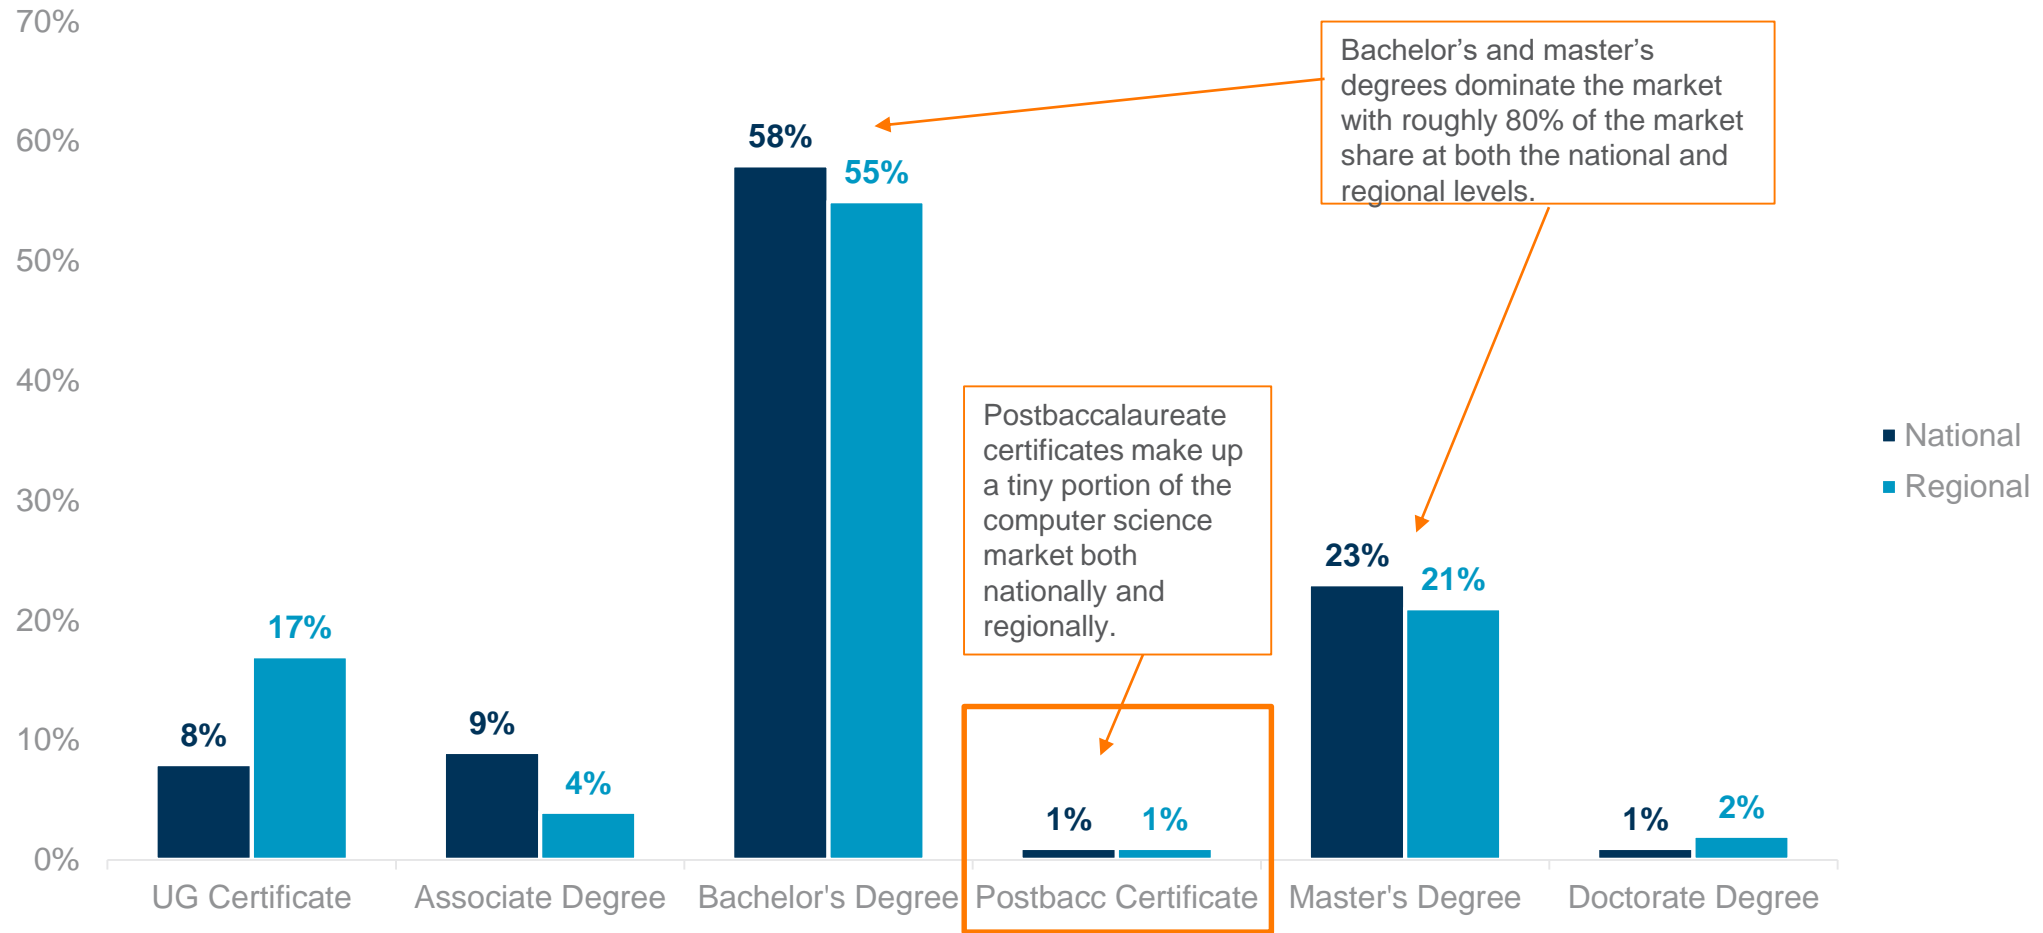 70%
60%
50%
40%
30%
20%
10%
0%
Bachelor’s and master’s
degrees dominate the market
with roughly 80% of the market
share at both the national and
regional levels.
Postbaccalaureate
certificates make up
a tiny portion of the
computer science
market both
nationally and
regionally.
8%
17%
9%
4%
58%
55%
1%
1%
23%
21%
1%
2%
UG Certificate
Associate Degree
Bachelor's Degree
Postbacc Certificate
Master's Degree
Doctorate Degree
National
Regional